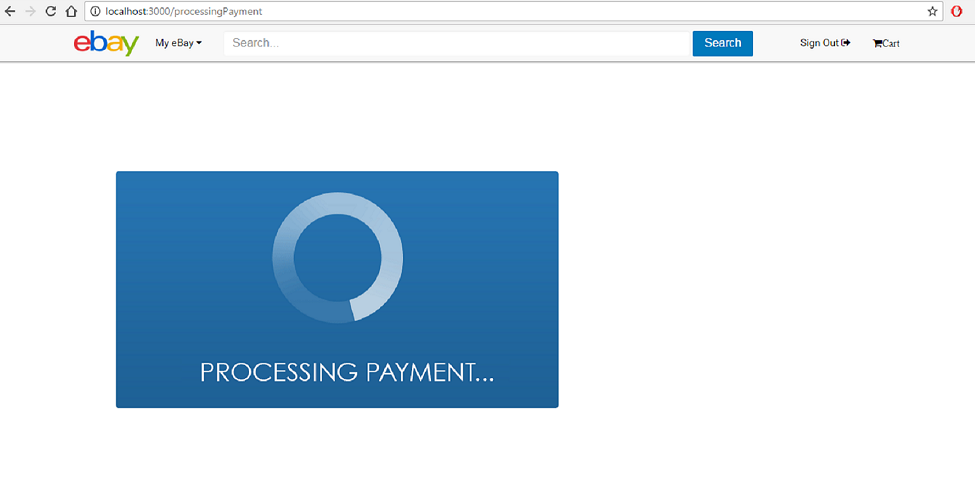 localhost:3000/processingPayment
ebay My eBay Search... Search Sign Out Cart
PROCESSING PAYMENT...